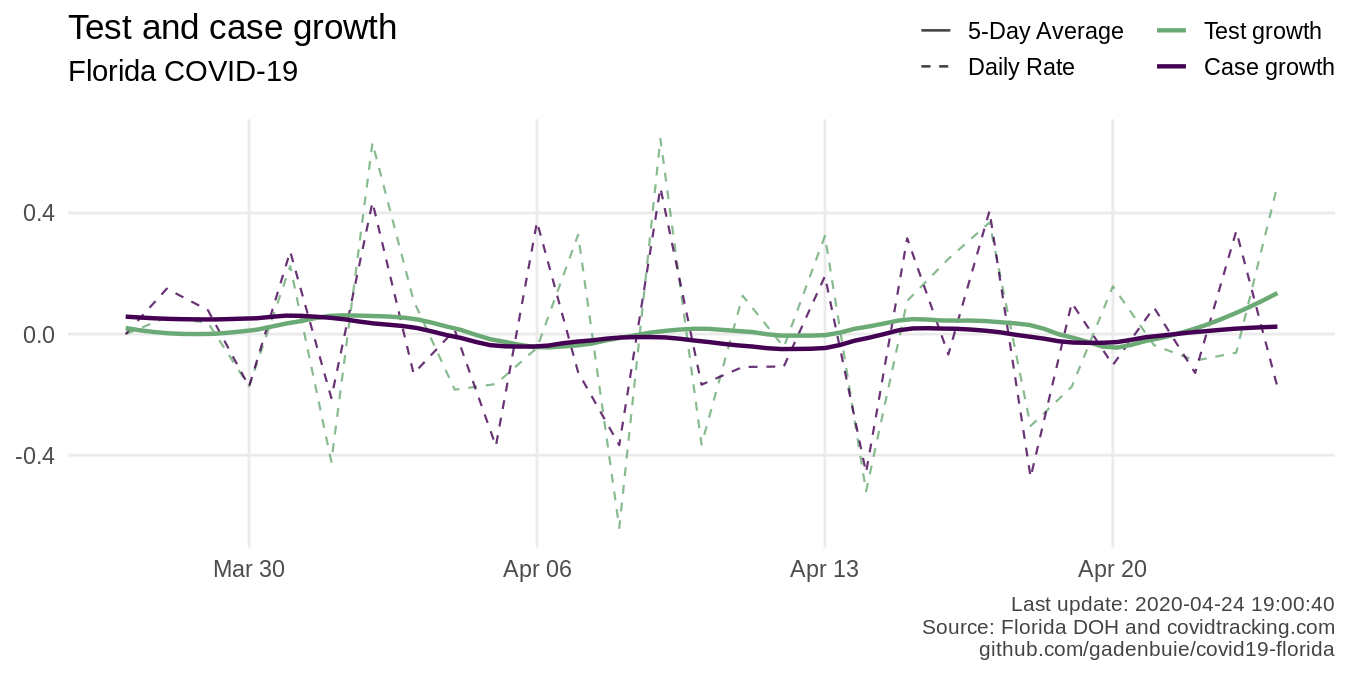 Test and case growth
Florida COVID-19
5-Day Average
Test growth
Daily Rate
Case growth
0.4
0.0
-0.4
Mar 30
Apr 06
Apr 13
Apr 20
Last update: 2020-04-24 19:00:40
Source: Florida DOH and covidtracking.com
github.com/gadenbuie/covid19-florida